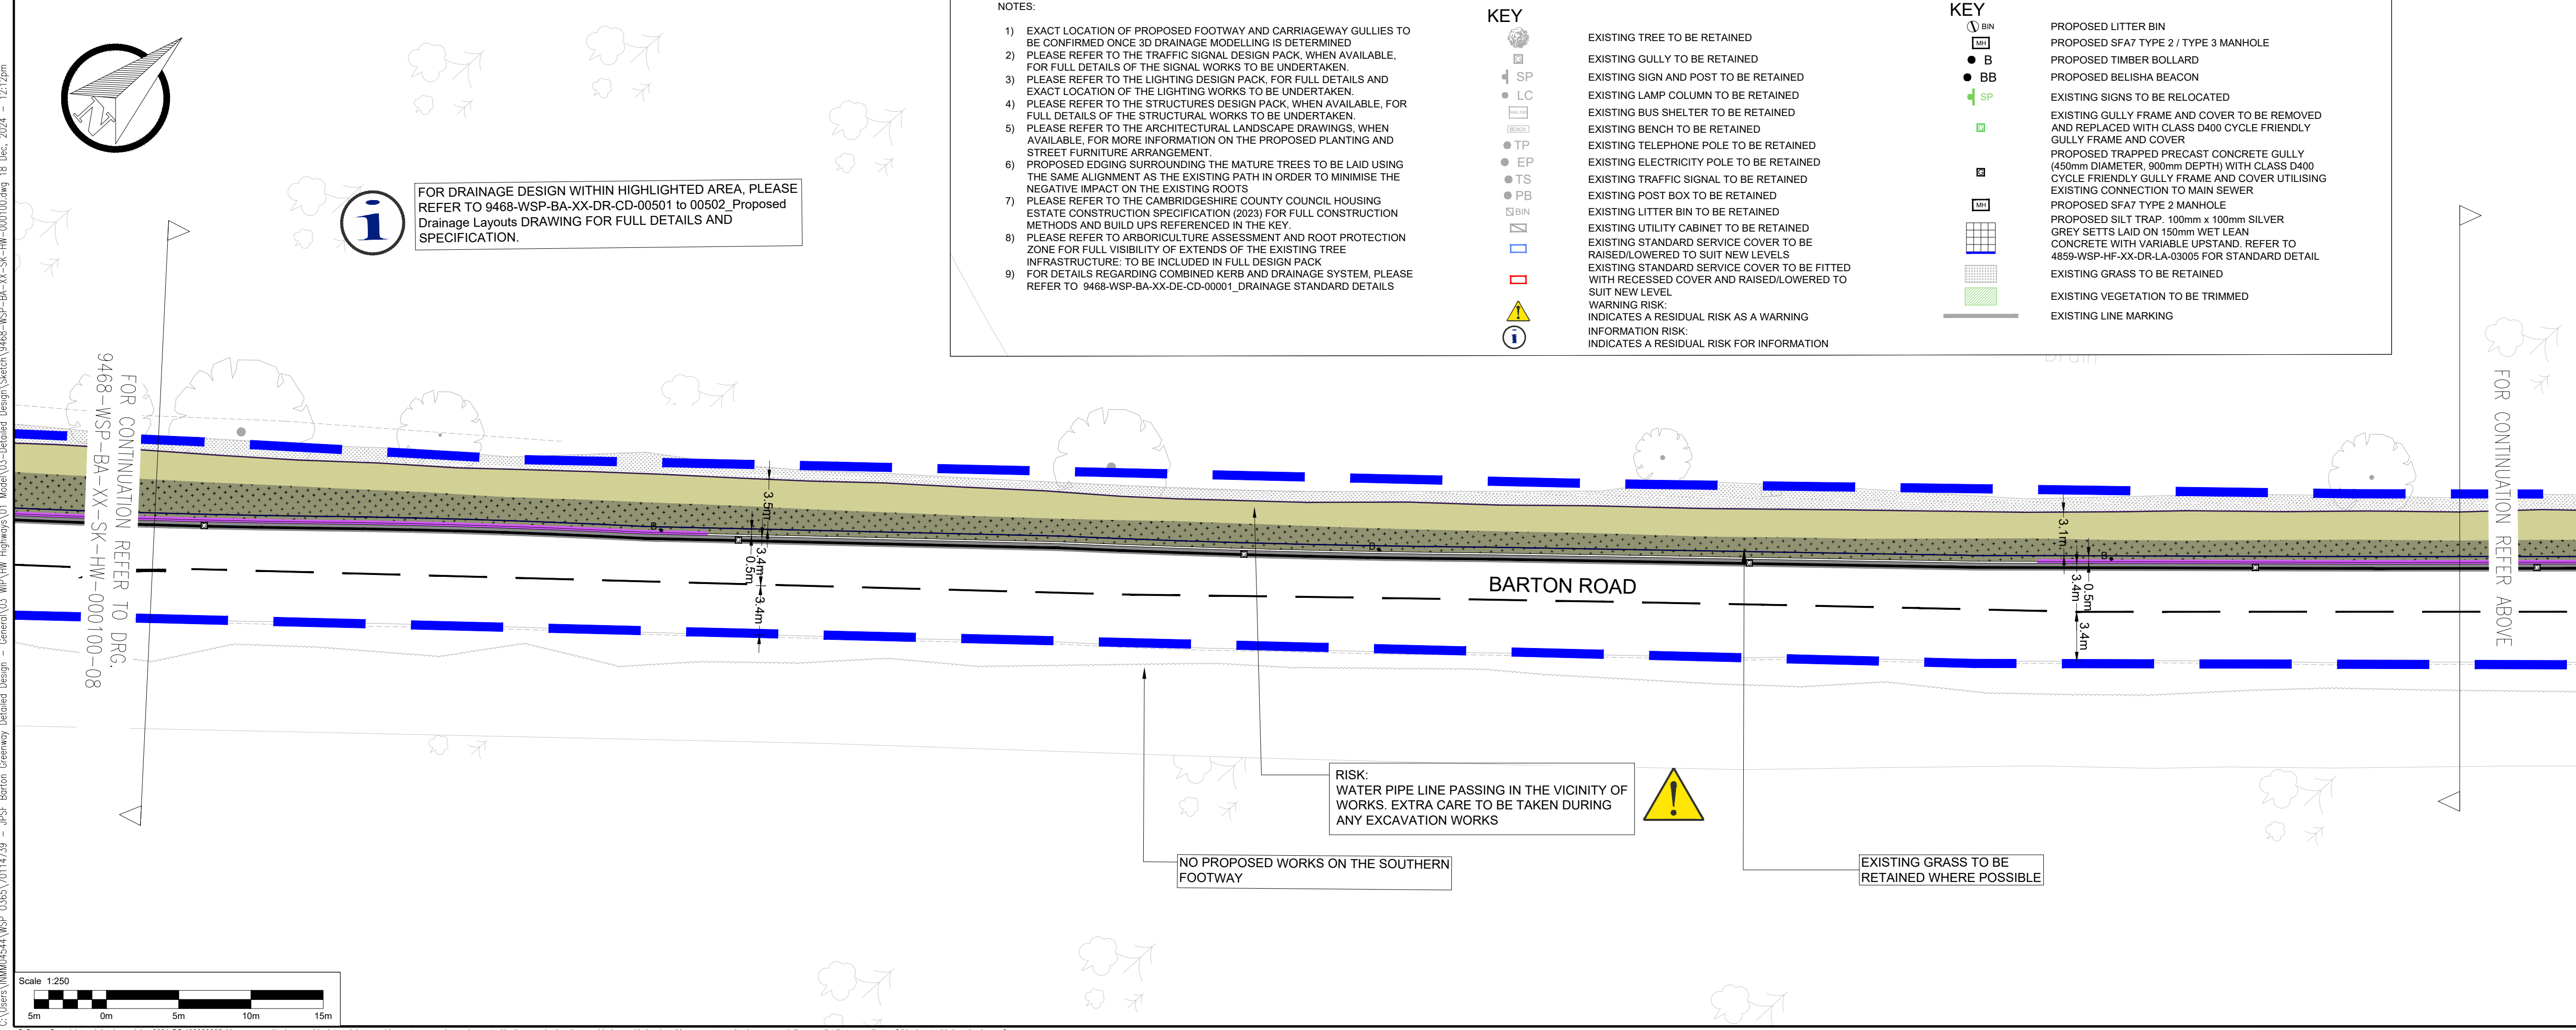 NOTES:
1) EXACT LOCATION OF PROPOSED FOOTWAY AND CARRIAGEWAY GULLIES TO
BE CONFIRMED ONCE 3D DRAINAGE MODELLING IS DETERMINED
2) PLEASE REFER TO THE TRAFFIC SIGNAL DESIGN PACK, WHEN AVAILABLE,
FOR FULL DETAILS OF THE SIGNAL WORKS TO BE UNDERTAKEN.
3) PLEASE REFER TO THE LIGHTING DESIGN PACK, FOR FULL DETAILS AND
EXACT LOCATION OF THE LIGHTING WORKS TO BE UNDERTAKEN.
4) PLEASE REFER TO THE STRUCTURES DESIGN PACK, WHEN AVAILABLE, FOR
FULL DETAILS OF THE STRUCTURAL WORKS TO BE UNDERTAKEN.
5) PLEASE REFER TO THE ARCHITECTURAL LANDSCAPE DRAWINGS, WHEN
AVAILABLE, FOR MORE INFORMATION ON THE PROPOSED PLANTING AND
STREET FURNITURE ARRANGEMENT.
6) PROPOSED EDGING SURROUNDING THE MATURE TREES TO BE LAID USING
THE SAME ALIGNMENT AS THE EXISTING PATH IN ORDER TO MINIMISE THE
NEGATIVE IMPACT ON THE EXISTING ROOTS
7) PLEASE REFER TO THE CAMBRIDGESHIRE COUNTY COUNCIL HOUSING
ESTATE CONSTRUCTION SPECIFICATION (2023) FOR FULL CONSTRUCTION
METHODS AND BUILD UPS REFERENCED IN THE KEY.
8) PLEASE REFER TO ARBORICULTURE ASSESSMENT AND ROOT PROTECTION
ZONE FOR FULL VISIBILITY OF EXTENDS OF THE EXISTING TREE
INFRASTRUCTURE: TO BE INCLUDED IN FULL DESIGN PACK
9) FOR DETAILS REGARDING COMBINED KERB AND DRAINAGE SYSTEM, PLEASE
REFER TO 9468-WSP-BA-XX-DE-CD-00001_DRAINAGE STANDARD DETAILS
KEY
EXISTING TREE TO BE RETAINED
EXISTING GULLY TO BE RETAINED
SP EXISTING SIGN AND POST TO BE RETAINED
LC EXISTING LAMP COLUMN TO BE RETAINED
EXISTING BUS SHELTER TO BE RETAINED
BENCH EXISTING BENCH TO BE RETAINED
TP EXISTING TELEPHONE POLE TO BE RETAINED
EP EXISTING ELECTRICITY POLE TO BE RETAINED
TS EXISTING TRAFFIC SIGNAL TO BE RETAINED
PB EXISTING POST BOX TO BE RETAINED
BIN EXISTING LITTER BIN TO BE RETAINED
EXISTING UTILITY CABINET TO BE RETAINED
EXISTING STANDARD SERVICE COVER TO BE
RAISED/LOWERED TO SUIT NEW LEVELS
EXISTING STANDARD SERVICE COVER TO BE FITTED
WITH RECESSED COVER AND RAISED/LOWERED TO
SUIT NEW LEVEL
WARNING RISK:
INDICATES A RESIDUAL RISK AS A WARNING
INFORMATION RISK:
i INDICATES A RESIDUAL RISK FOR INFORMATION
KEY
BIN PROPOSED LITTER BIN
MH PROPOSED SFA7 TYPE 2 / TYPE 3 MANHOLE
B PROPOSED TIMBER BOLLARD
BB PROPOSED BELISHA BEACON
SP EXISTING SIGNS TO BE RELOCATED
EXISTING GULLY FRAME AND COVER TO BE REMOVED
AND REPLACED WITH CLASS D400 CYCLE FRIENDLY
GULLY FRAME AND COVER
PROPOSED TRAPPED PRECAST CONCRETE GULLY
(450mm DIAMETER, 900mm DEPTH) WITH CLASS D400
CYCLE FRIENDLY GULLY FRAME AND COVER UTILISING
EXISTING CONNECTION TO MAIN SEWER
MH PROPOSED SFA7 TYPE 2 MANHOLE
PROPOSED SILT TRAP. 100mm x 100mm SILVER
GREY SETTS LAID ON 150mm WET LEAN
CONCRETE WITH VARIABLE UPSTAND. REFER TO
4859-WSP-HF-XX-DR-LA-03005 FOR STANDARD DETAIL
EXISTING GRASS TO BE RETAINED
EXISTING VEGETATION TO BE TRIMMED
EXISTING LINE MARKING
N
i
FOR DRAINAGE DESIGN WITHIN HIGHLIGHTED AREA, PLEASE
REFER TO 9468-WSP-BA-XX-DR-CD-00501 to 00502_Proposed
Drainage Layouts DRAWING FOR FULL DETAILS AND
SPECIFICATION.
Drain
FOR CONTINUATION REFER TO DRG.
9468-WSP-BA-XX-SK-HW-000100-08
FOR CONTINUATION REFER ABOVE
3.5m
3.4m
0.5m
3.4m
3.1m
3.4m
0.5m
3.4m
B
B
B
BARTON ROAD
RISK:
WATER PIPE LINE PASSING IN THE VICINITY OF
WORKS. EXTRA CARE TO BE TAKEN DURING
ANY EXCAVATION WORKS
NO PROPOSED WORKS ON THE SOUTHERN
FOOTWAY
EXISTING GRASS TO BE
RETAINED WHERE POSSIBLE
Scale 1:250
5m 0m 5m 10m 15m